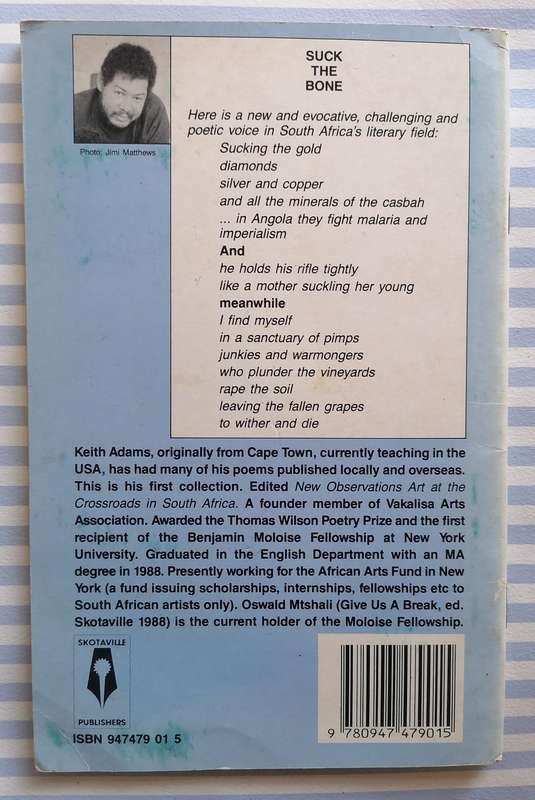 SUCK
THE
BONE
Here is a new and evocative, challenging and
poetic voice in South Africa's literary field:
Sucking the gold
diamonds
silver and copper
and all the minerals of the casbah
... in Angola they fight malaria and
imperialism
And
he holds his rifle tightly
like a mother suckling her young
meanwhile
I find myself
in a sanctuary of pimps
junkies and warmongers
who plunder the vineyards
rape the soil
leaving the fallen grapes
to wither and die
Photo: Jimi Matthews
Keith Adams, originally from Cape Town, currently teaching in the
USA, has had many of his poems published locally and overseas.
This is his first collection. Edited New Observations Art at the
Crossroads in South Africa. A founder member of Vakalisa Arts
Association. Awarded the Thomas Wilson Poetry Prize and the first
recipient of the Benjamin Moloise Fellowship at New York
University. Graduated in the English Department with an MA
degree in 1988. Presently working for the African Arts Fund in New
York (a fund issuing scholarships, internships, fellowships etc to
South African artists only). Oswald Mtshali (Give Us A Break, ed.
Skotaville 1988) is the current holder of the Moloise Fellowship.
SKOTAVILLE
PUBLISHERS
ISBN 947479 01 5
9 780947 479015